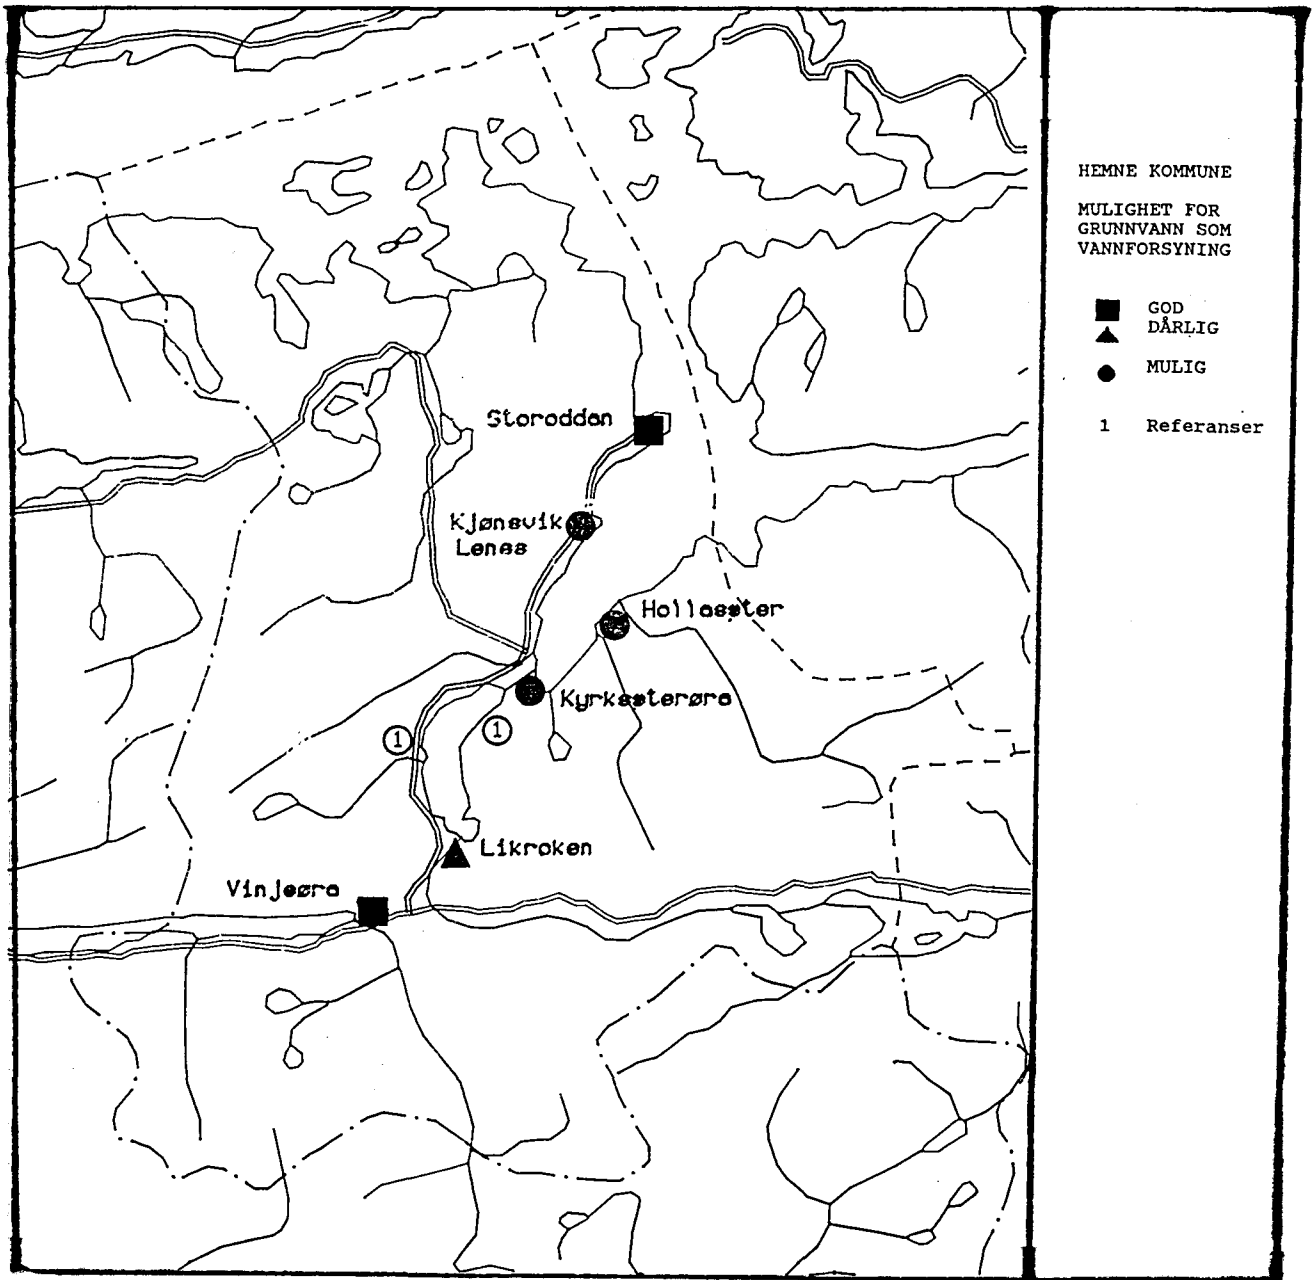 HEMNE KOMMUNE
MULIGHET FOR
GRUNNVANN SOM
VANNFORSYNING
GOD
DÅRLIG
MULIG
1 Referanser
Storoddan
Kjønsvik
Lenes
Hollasæter
Kyrksæterøra
1
1
Likroken
Vinjeøra